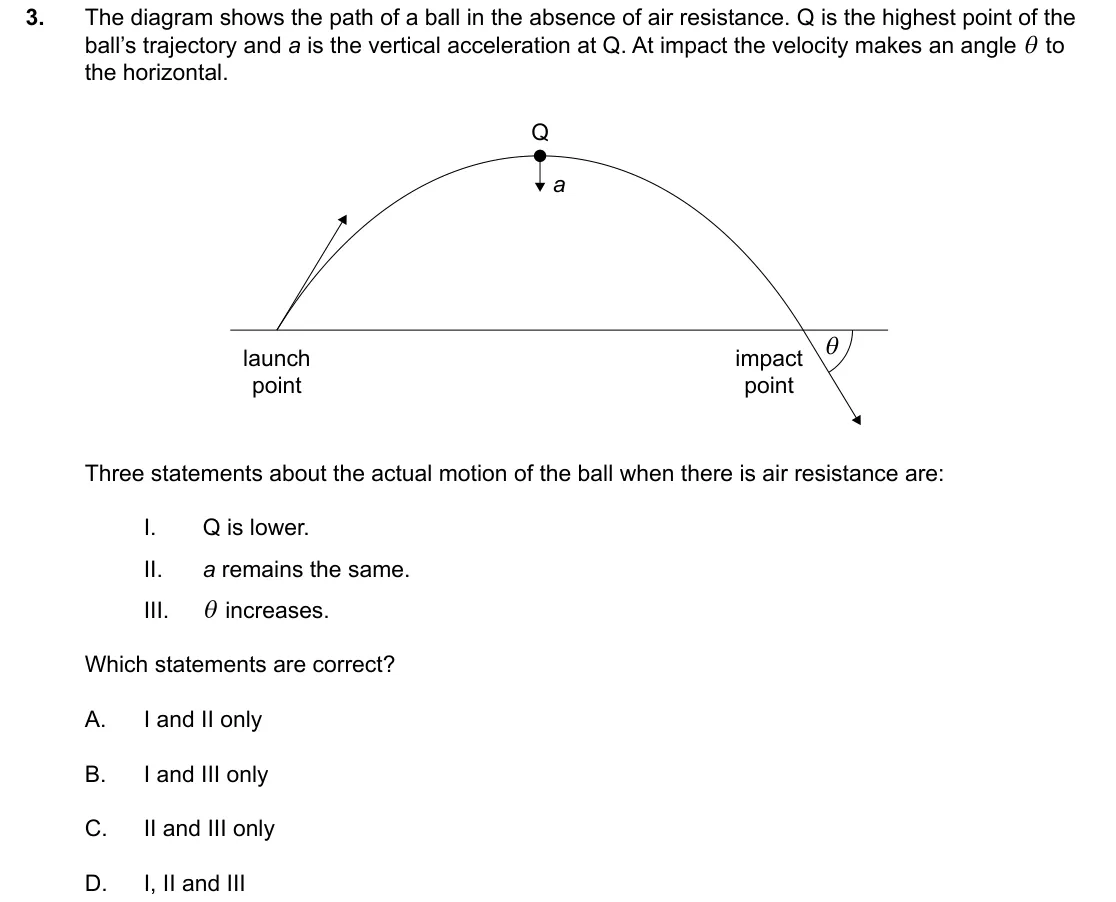 3. The diagram shows the path of a ball in the absence of air resistance. Q is the highest point of the
ball's trajectory and a is the vertical acceleration at Q. At impact the velocity makes an angle θ to
the horizontal.
Q
a
θ
launch
point
impact
point
Three statements about the actual motion of the ball when there is air resistance are:
I. Q is lower.
II. a remains the same.
III. θ increases.
Which statements are correct?
A. I and II only
B. I and III only
C. II and III only
D. I, II and III